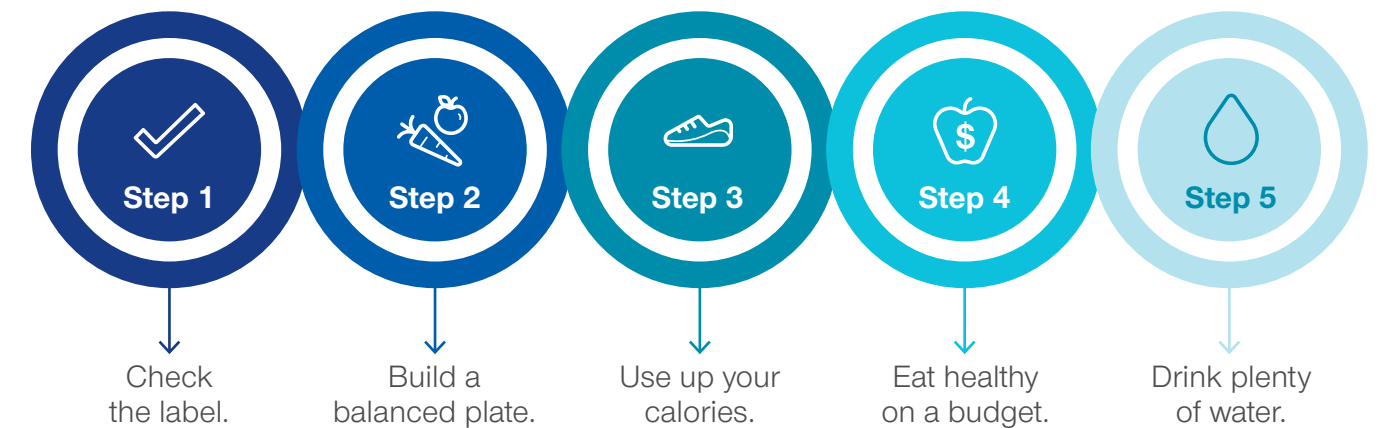 Step 1
Check
the label.
Step 2
Build a
balanced plate.
Step 3
Use up your
calories.
$
Step 4
Eat healthy
on a budget.
Step 5
Drink plenty
of water.